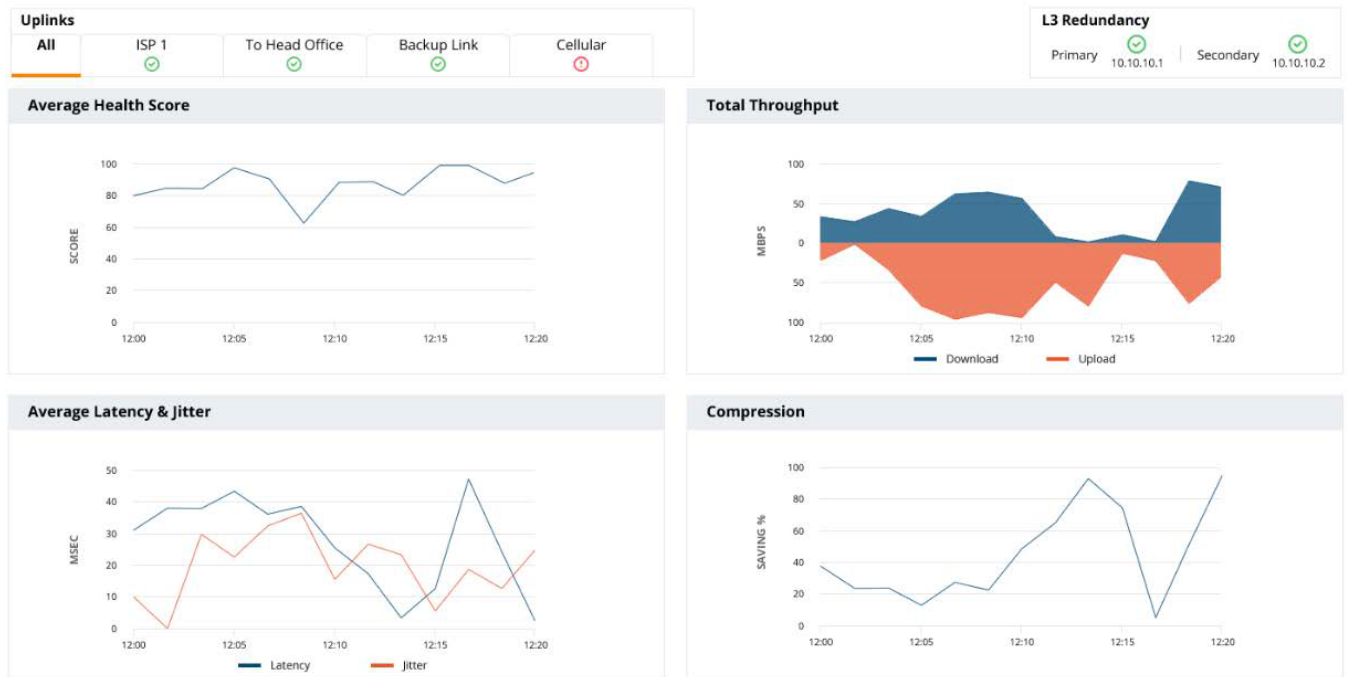 Uplinks
All ISP 1 To Head Office Backup Link Cellular
L3 Redundancy
Primary 10.10.10.1 Secondary 10.10.10.2
Average Health Score
100
80
60
40
20
0
SCORE
12:00 12:05 12:10 12:15 12:20
Total Throughput
100
50
0
50
100
MBPS
12:00 12:05 12:10 12:15 12:20
Download Upload
Average Latency & Jitter
50
40
30
20
10
0
MSEC
12:00 12:05 12:10 12:15 12:20
Latency Jitter
Compression
100
80
60
40
20
0
SAVING %
12:00 12:05 12:10 12:15 12:20